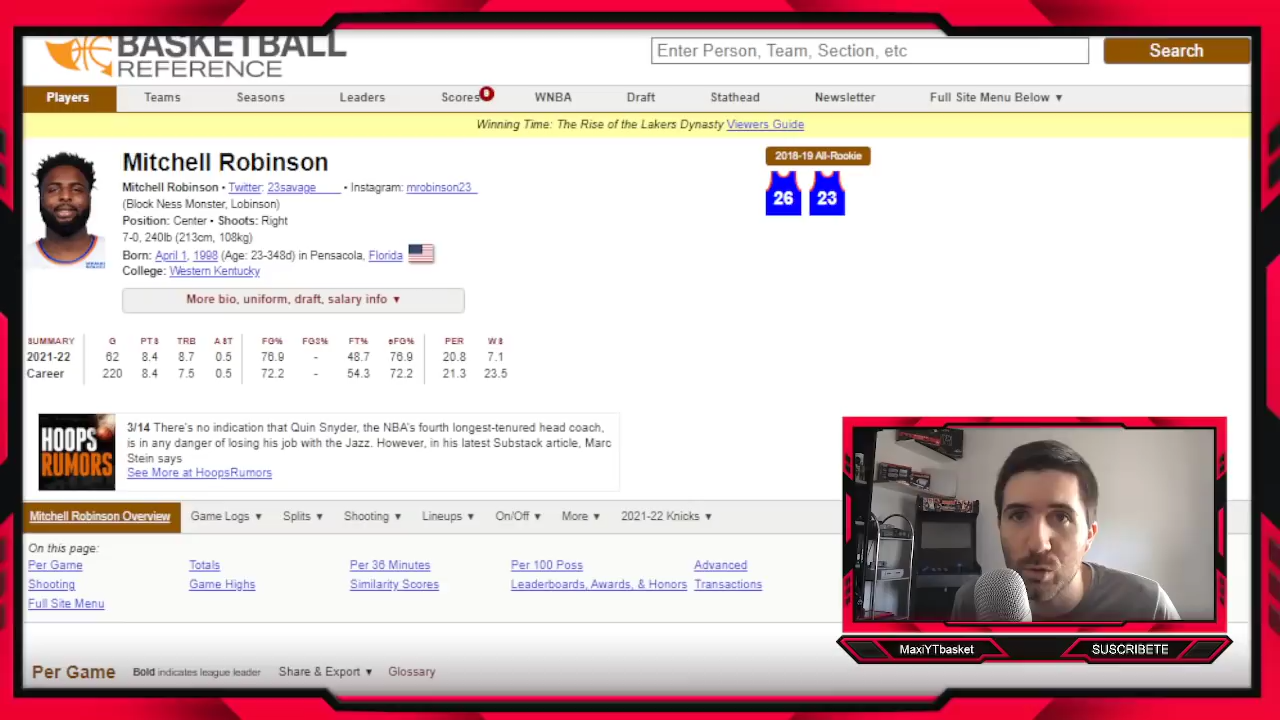 BASKETBALL
REFERENCE
Enter Person, Team, Section, etc
Search
Players
Teams
Seasons
Leaders
Scores
WNBA
Draft
Stathead
Newsletter
Full Site Menu Below ▼
Winning Time: The Rise of the Lakers Dynasty Viewers Guide
Mitchell Robinson
Mitchell Robinson • Twitter: 23savage____ • Instagram: mrobinson23_
(Block Ness Monster, Lobinson)
Position: Center • Shoots: Right
7-0, 240lb (213cm, 108kg)
Born: April 1, 1998 (Age: 23-348d) in Pensacola, Florida
College: Western Kentucky
More bio, uniform, draft, salary info ▼
2018-19 All-Rookie
26 23
SUMMARY G PTS TRB AST FG% FG3% FT% eFG% PER WS
2021-22 62 8.4 8.7 0.5 76.9 - 48.7 76.9 20.8 7.1
Career 220 8.4 7.5 0.5 72.2 - 54.3 72.2 21.3 23.5
HOOPS
RUMORS
3/14 There's no indication that Quin Snyder, the NBA's fourth longest-tenured head coach,
is in any danger of losing his job with the Jazz. However, in his latest Substack article, Marc
Stein says
See More at HoopsRumors
Mitchell Robinson Overview
Game Logs ▼
Splits ▼
Shooting ▼
Lineups ▼
On/Off ▼
More ▼
2021-22 Knicks ▼
On this page:
Per Game Totals Per 36 Minutes Per 100 Poss Advanced
Shooting Game Highs Similarity Scores Leaderboards, Awards, & Honors Transactions
Full Site Menu
Per Game Bold indicates league leader Share & Export ▼ Glossary
MaxiYTbasket
SUSCRIBETE